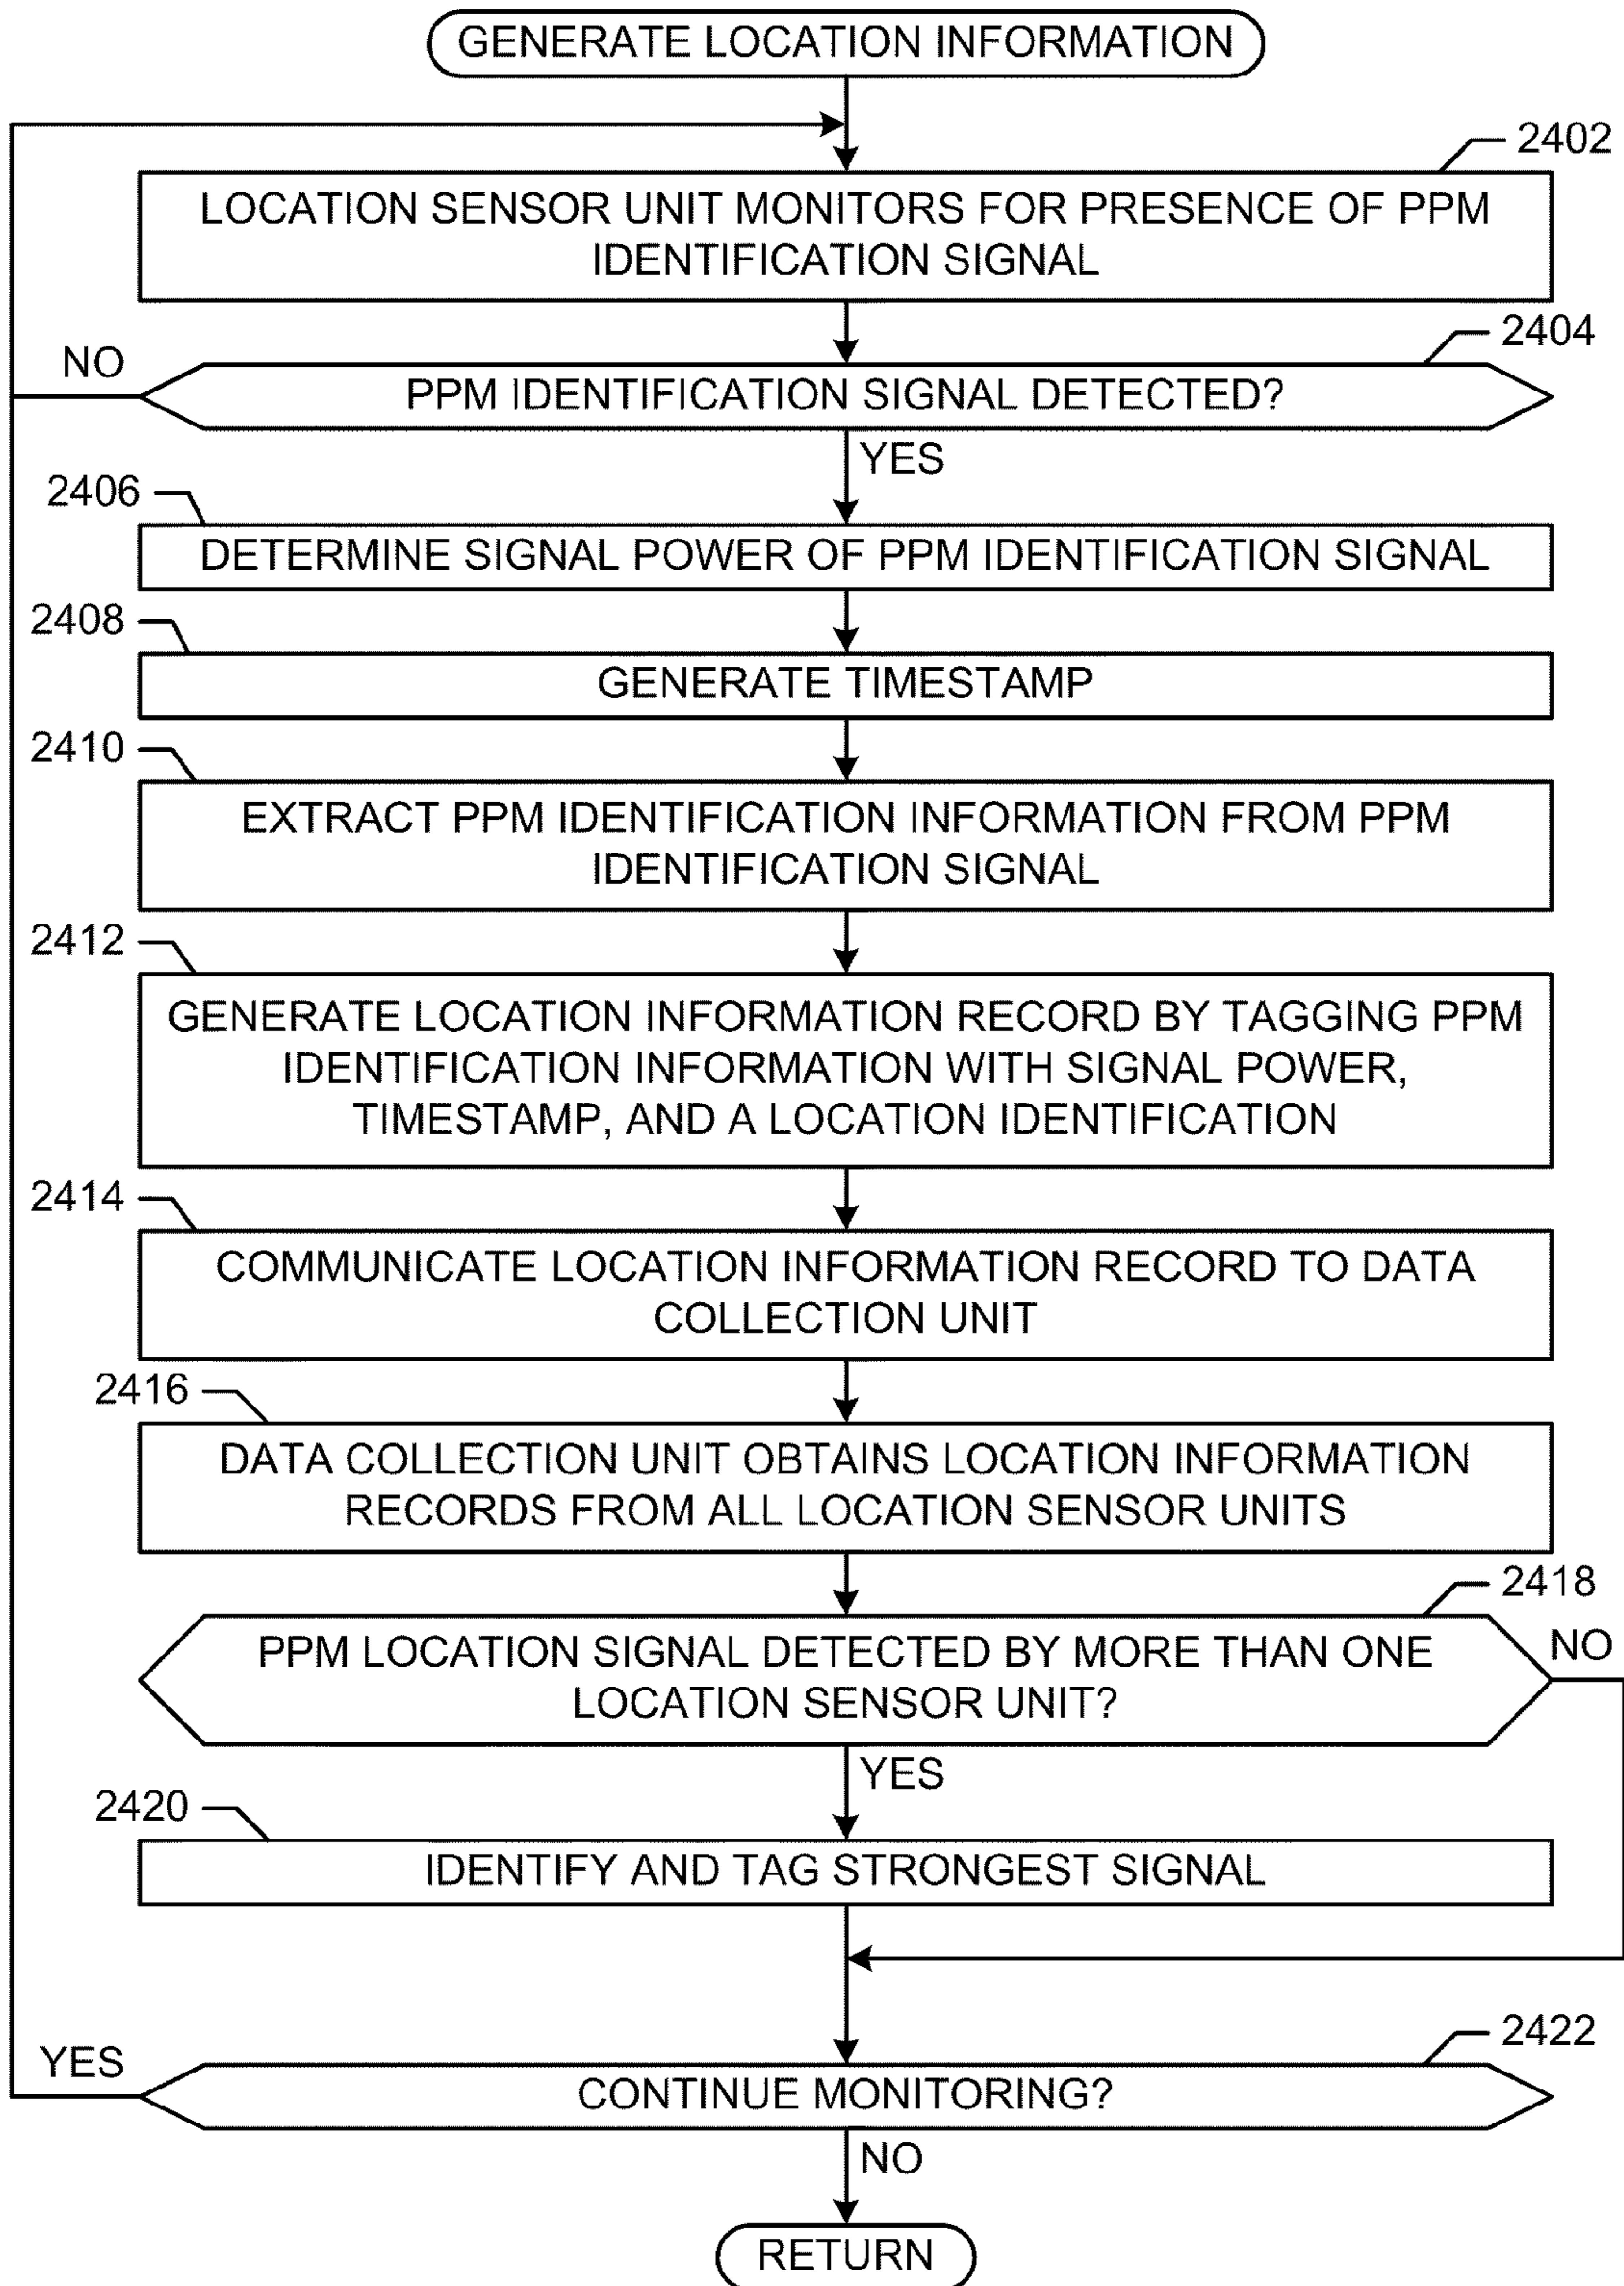 GENERATE LOCATION INFORMATION
2402
LOCATION SENSOR UNIT MONITORS FOR PRESENCE OF PPM
IDENTIFICATION SIGNAL
2404
NO
PPM IDENTIFICATION SIGNAL DETECTED?
YES
2406
DETERMINE SIGNAL POWER OF PPM IDENTIFICATION SIGNAL
2408
GENERATE TIMESTAMP
2410
EXTRACT PPM IDENTIFICATION INFORMATION FROM PPM
IDENTIFICATION SIGNAL
2412
GENERATE LOCATION INFORMATION RECORD BY TAGGING PPM
IDENTIFICATION INFORMATION WITH SIGNAL POWER,
TIMESTAMP, AND A LOCATION IDENTIFICATION
2414
COMMUNICATE LOCATION INFORMATION RECORD TO DATA
COLLECTION UNIT
2416
DATA COLLECTION UNIT OBTAINS LOCATION INFORMATION
RECORDS FROM ALL LOCATION SENSOR UNITS
2418
PPM LOCATION SIGNAL DETECTED BY MORE THAN ONE
LOCATION SENSOR UNIT?
NO
YES
2420
IDENTIFY AND TAG STRONGEST SIGNAL
2422
YES
CONTINUE MONITORING?
NO
RETURN